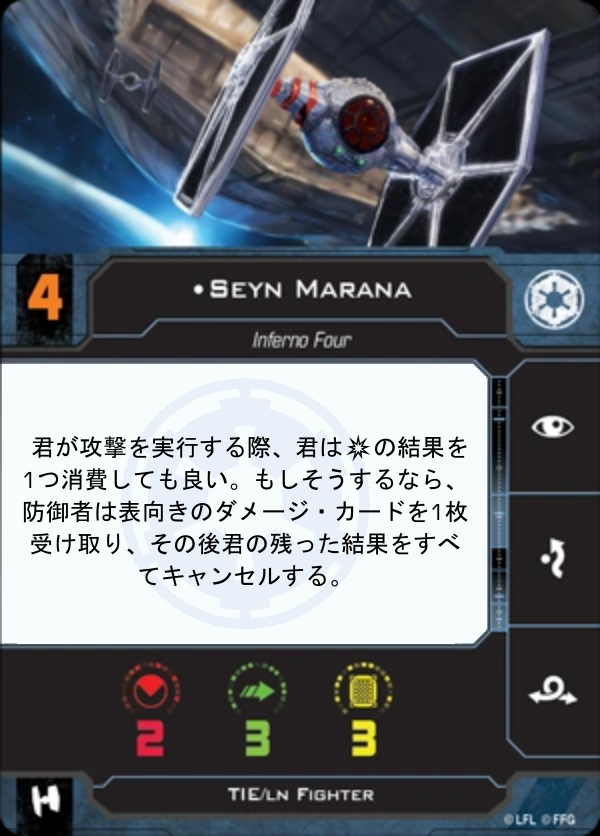 4
•Seyn Marana
Inferno Four
君が攻撃を実行する際、君はの結果を
1つ消費しても良い。もしそうするなら、
防御者は表向きのダメージ・カードを1枚
受け取り、その後君の残った結果をすべ
てキャンセルする。
2 3 3
TIE/ln Fighter
©LFL ©FFG